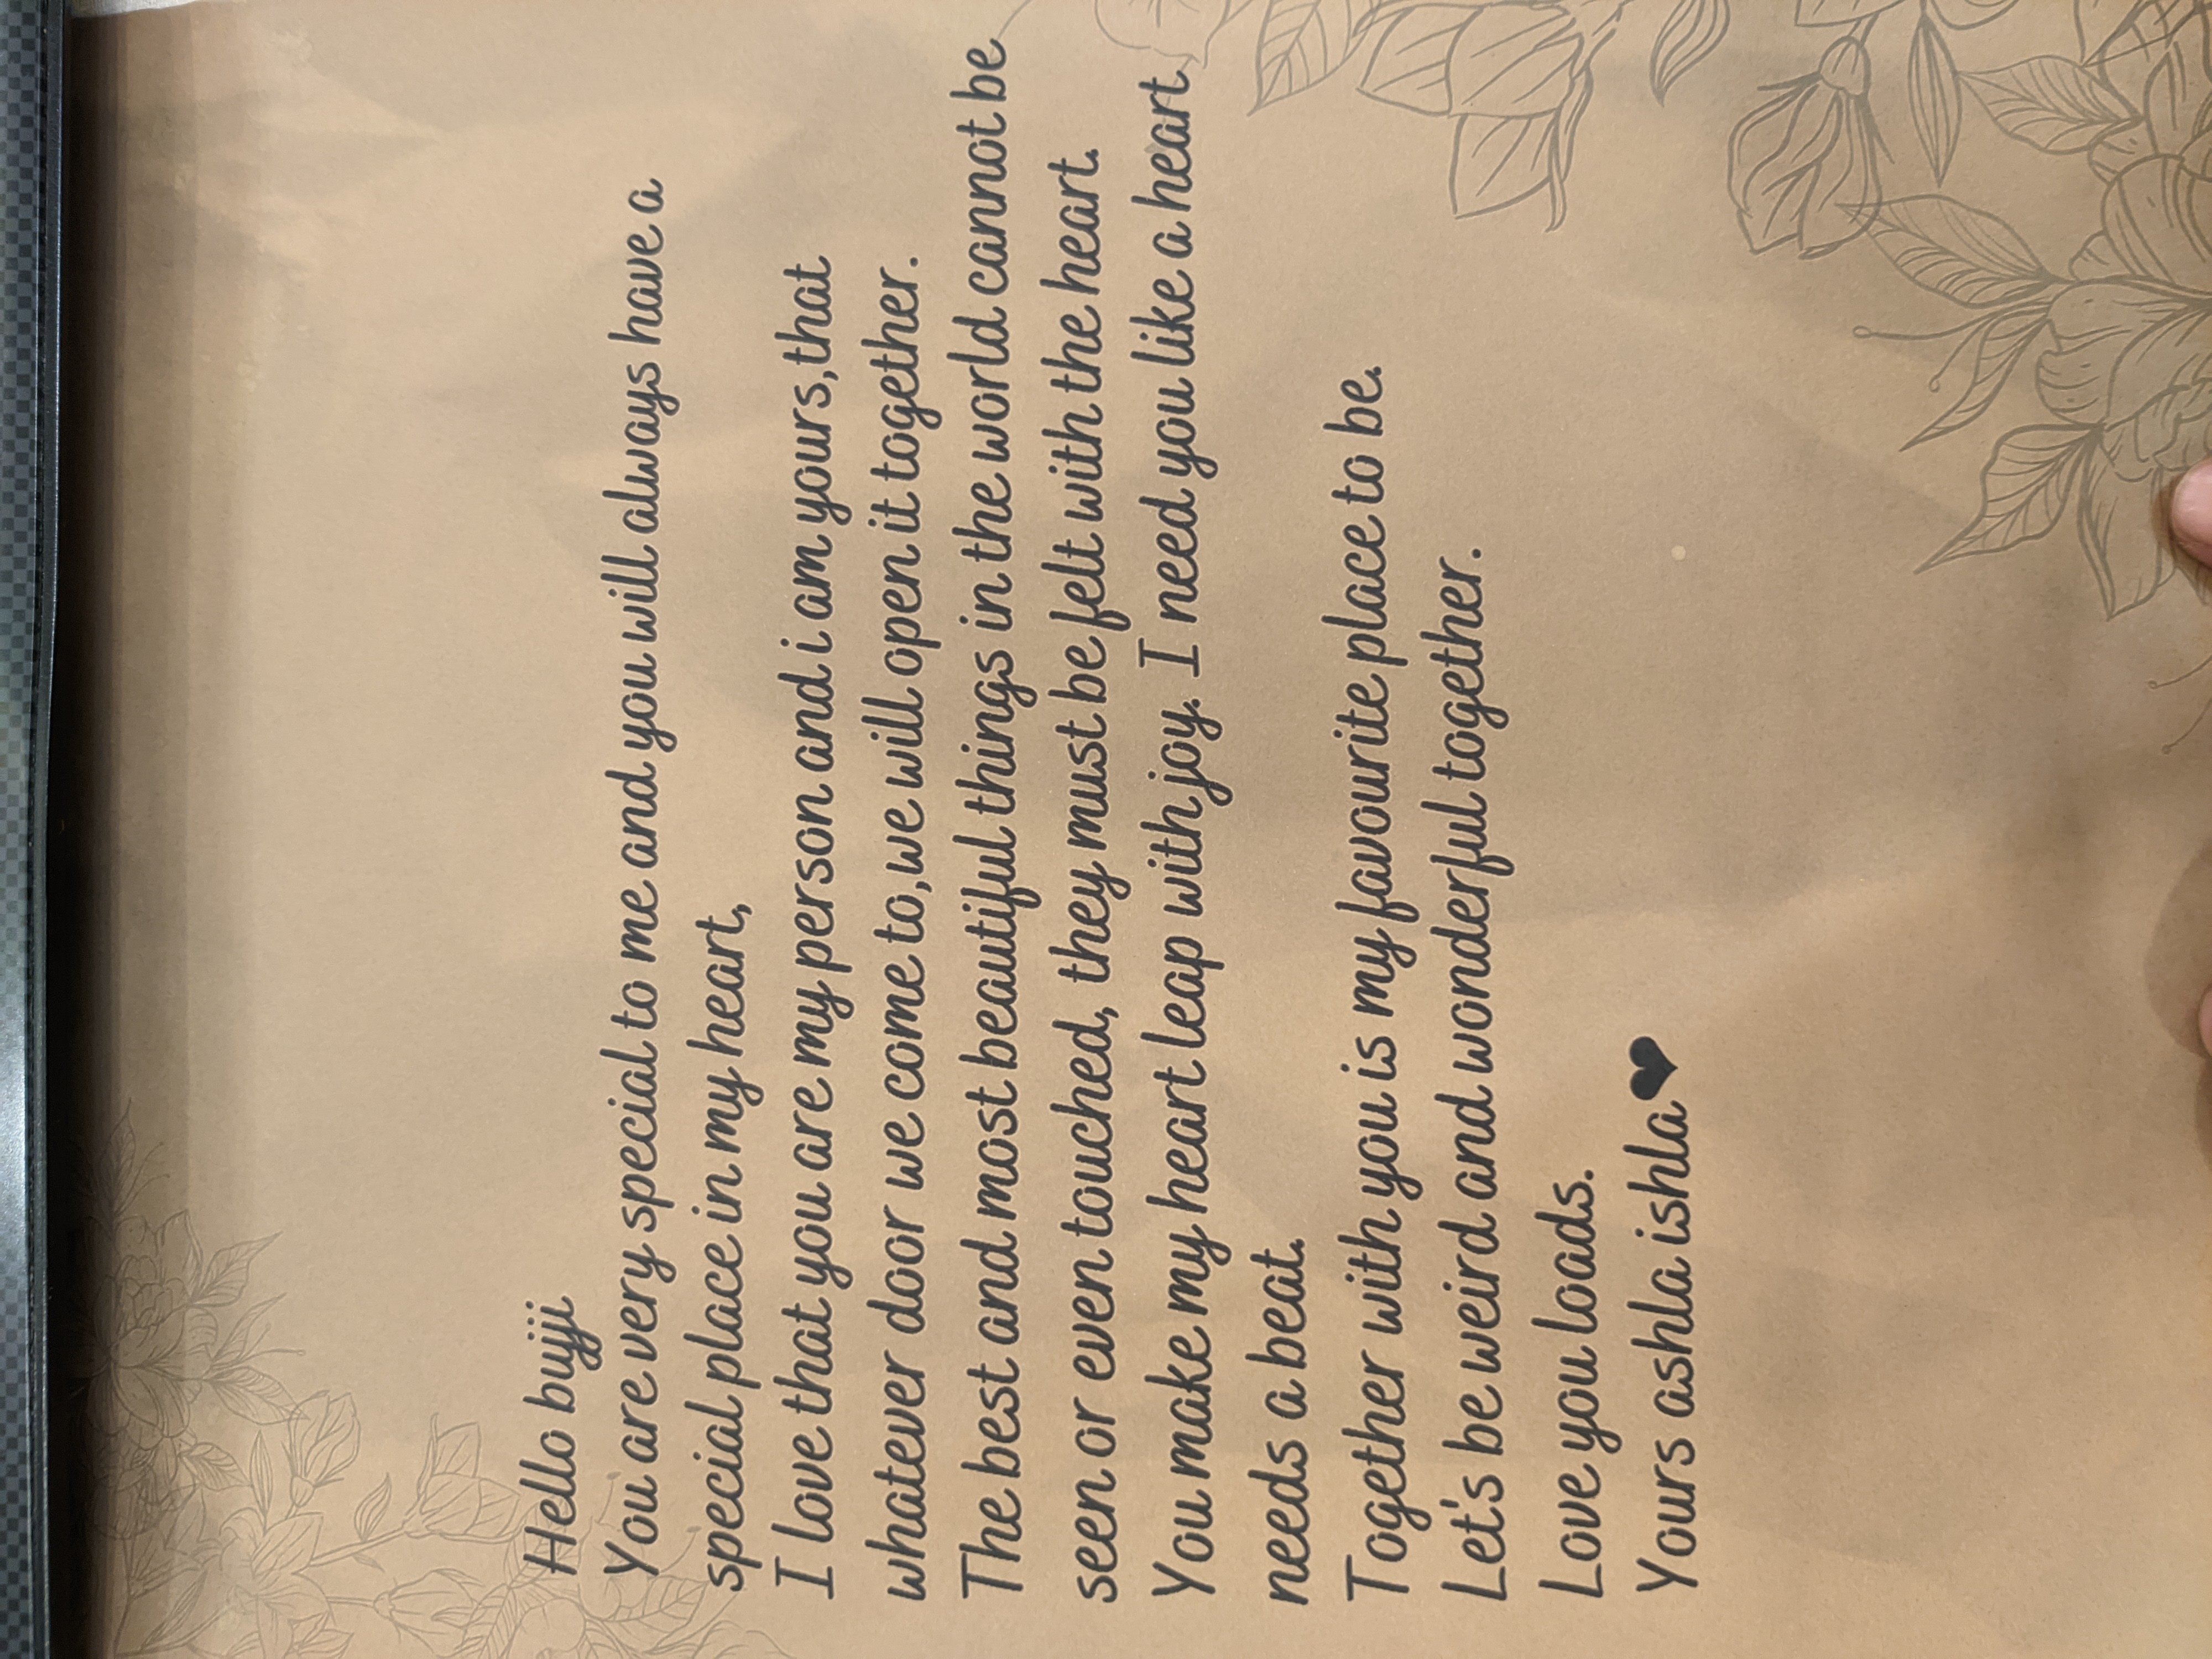 Hello bujji
You are very special to me and you will always have a
special place in my heart,
I love that you are my person and i am yours,that
whatever door we come to,we will open it together.
The best and most beautiful things in the world cannot be
seen or even touched, they must be felt with the heart.
You make my heart leap with joy. I need you like a heart
needs a beat.
Together with you is my favourite place to be.
Let's be weird and wonderful together.
Love you loads.
Yours ashla ishla❤